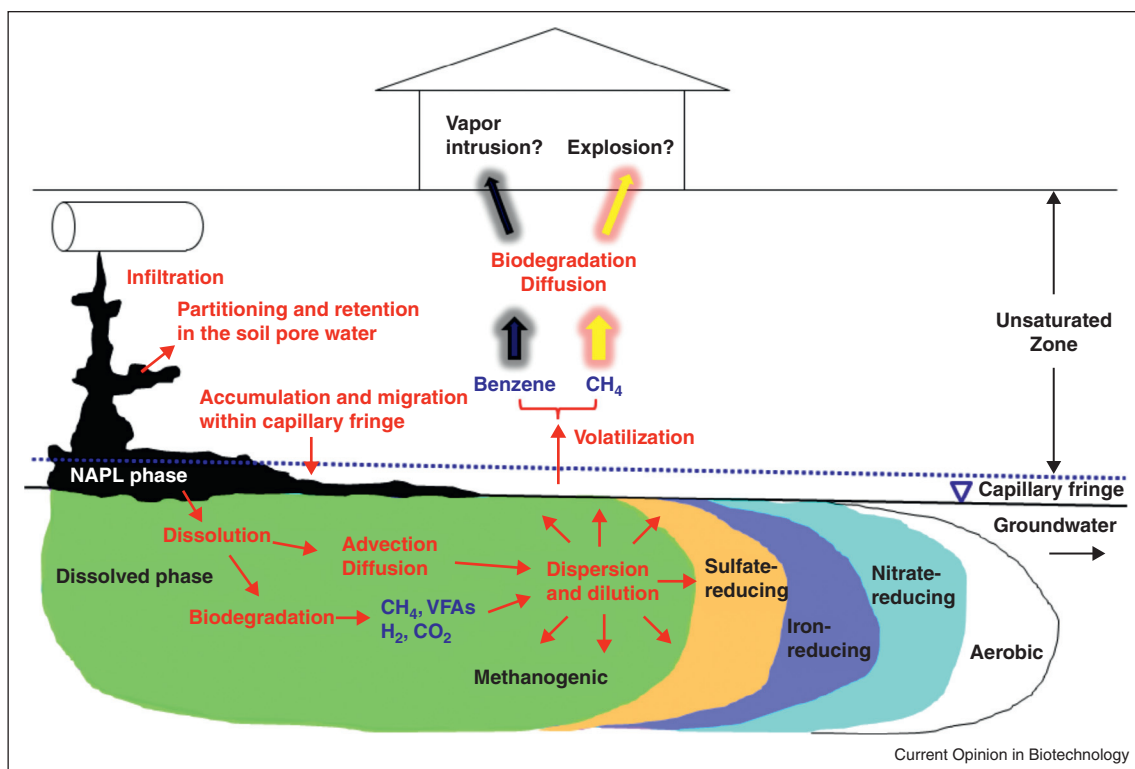 Vapor
intrusion?
Explosion?
Infiltration
Biodegradation
Diffusion
Partitioning and retention
in the soil pore water
Unsaturated
Zone
Benzene
CH₄
Accumulation and migration
within capillary fringe
Volatilization
NAPL phase
Capillary fringe
Groundwater
Dissolution
Advection
Diffusion
Dissolved phase
Dispersion
and dilution
Sulfate-
reducing
Nitrate-
reducing
Biodegradation
CH₄, VFAs
H₂, CO₂
Iron-
reducing
Aerobic
Methanogenic
Current Opinion in Biotechnology